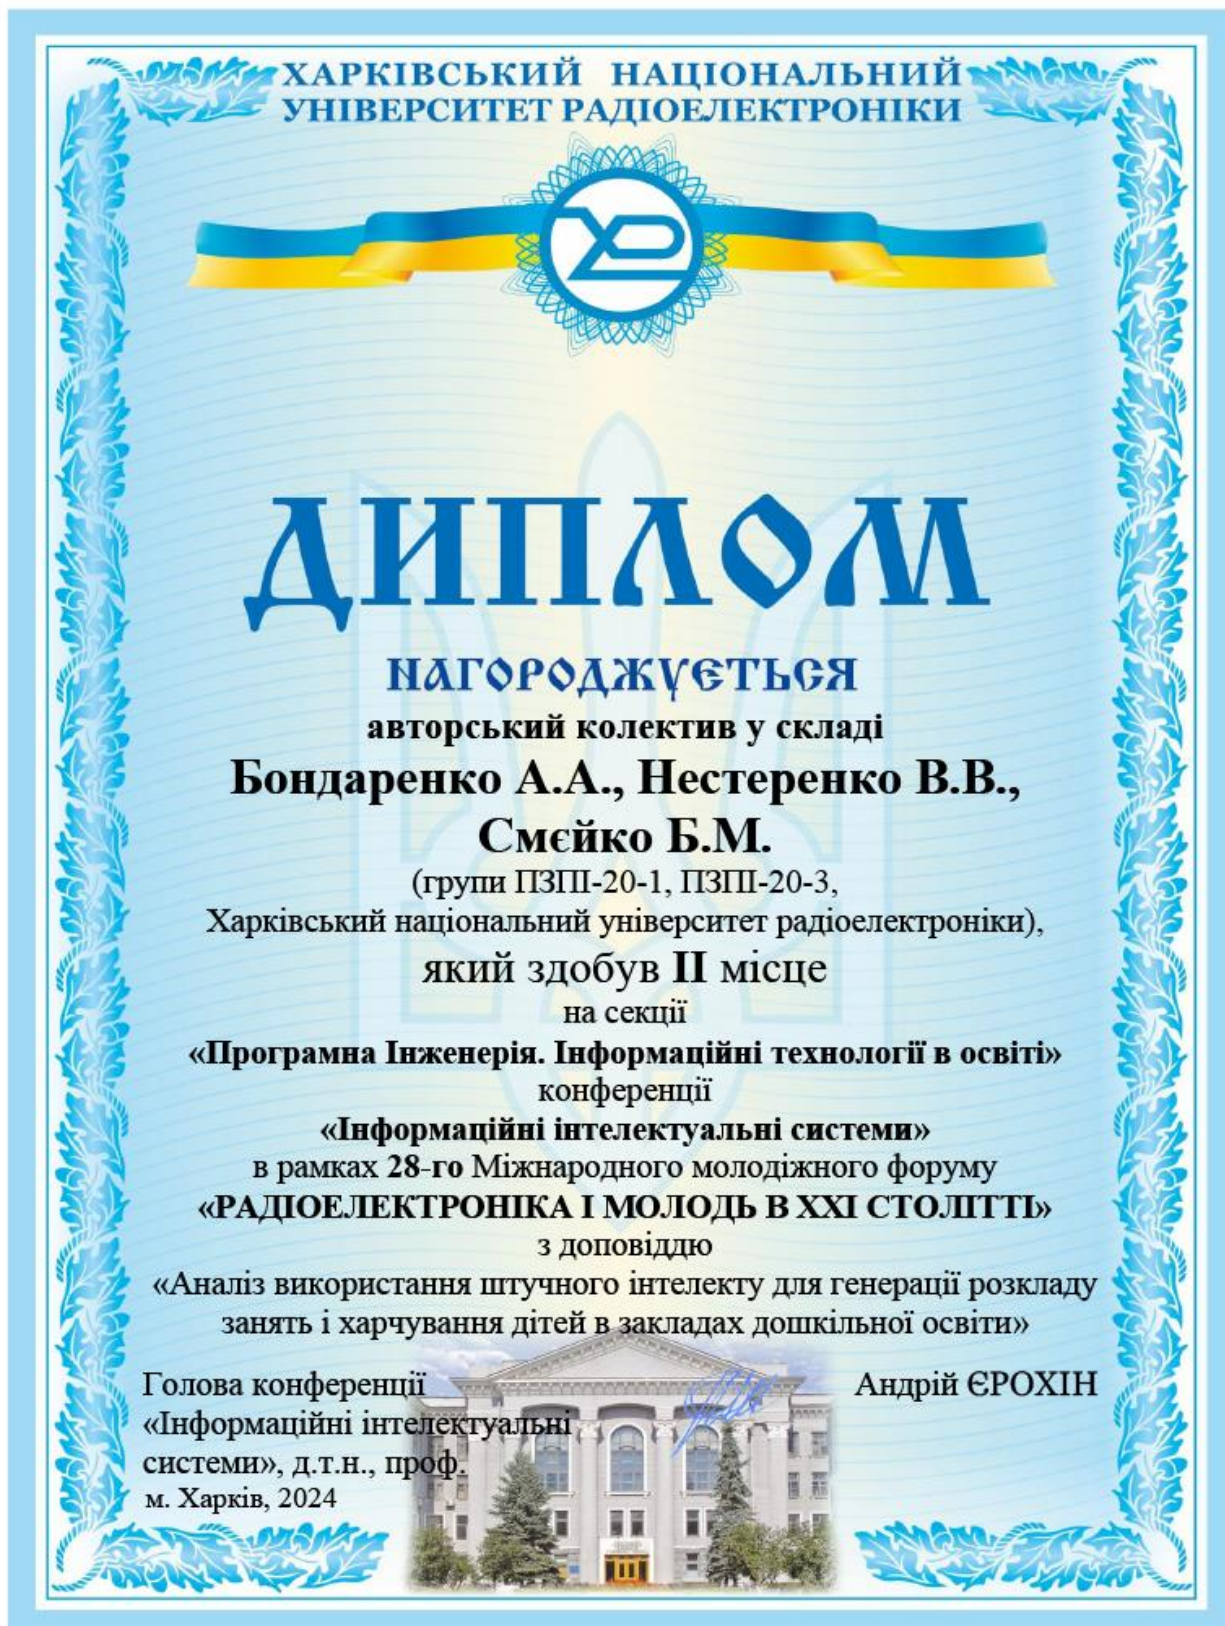 ХАРКІВСЬКИЙ НАЦІОНАЛЬНИЙ
УНІВЕРСИТЕТ РАДІОЕЛЕКТРОНІКИ
ДИПЛОМ
НАГОРОДЖУЄТЬСЯ
авторський колектив у складі
Бондаренко А.А., Нестеренко В.В.,
Смєйко Б.М.
(групи ПЗПІ-20-1, ПЗПІ-20-3,
Харківський національний університет радіоелектроніки),
який здобув ІІ місце
на секції
«Програмна Інженерія. Інформаційні технології в освіті»
конференції
«Інформаційні інтелектуальні системи»
в рамках 28-го Міжнародного молодіжного форуму
«РАДІОЕЛЕКТРОНІКА І МОЛОДЬ В ХХІ СТОЛІТТІ»
з доповіддю
«Аналіз використання штучного інтелекту для генерації розкладу
занять і харчування дітей в закладах дошкільної освіти»
Голова конференції Андрій ЄРОХІН
«Інформаційні інтелектуальні
системи», д.т.н., проф.
м. Харків, 2024